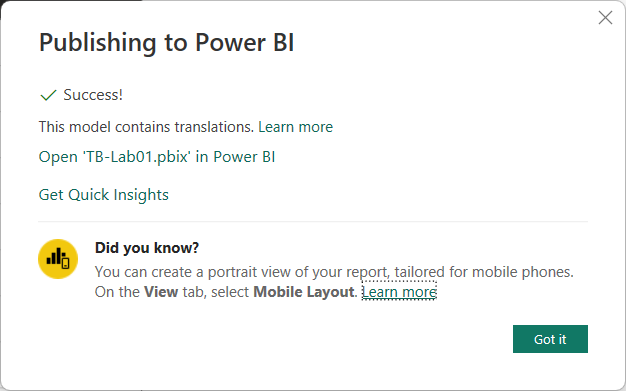 Publishing to Power BI
Success!
This model contains translations. Learn more
Open 'TB-Lab01.pbix' in Power BI
Get Quick Insights
Did you know?
You can create a portrait view of your report, tailored for mobile phones.
On the View tab, select Mobile Layout. Learn more
Got it